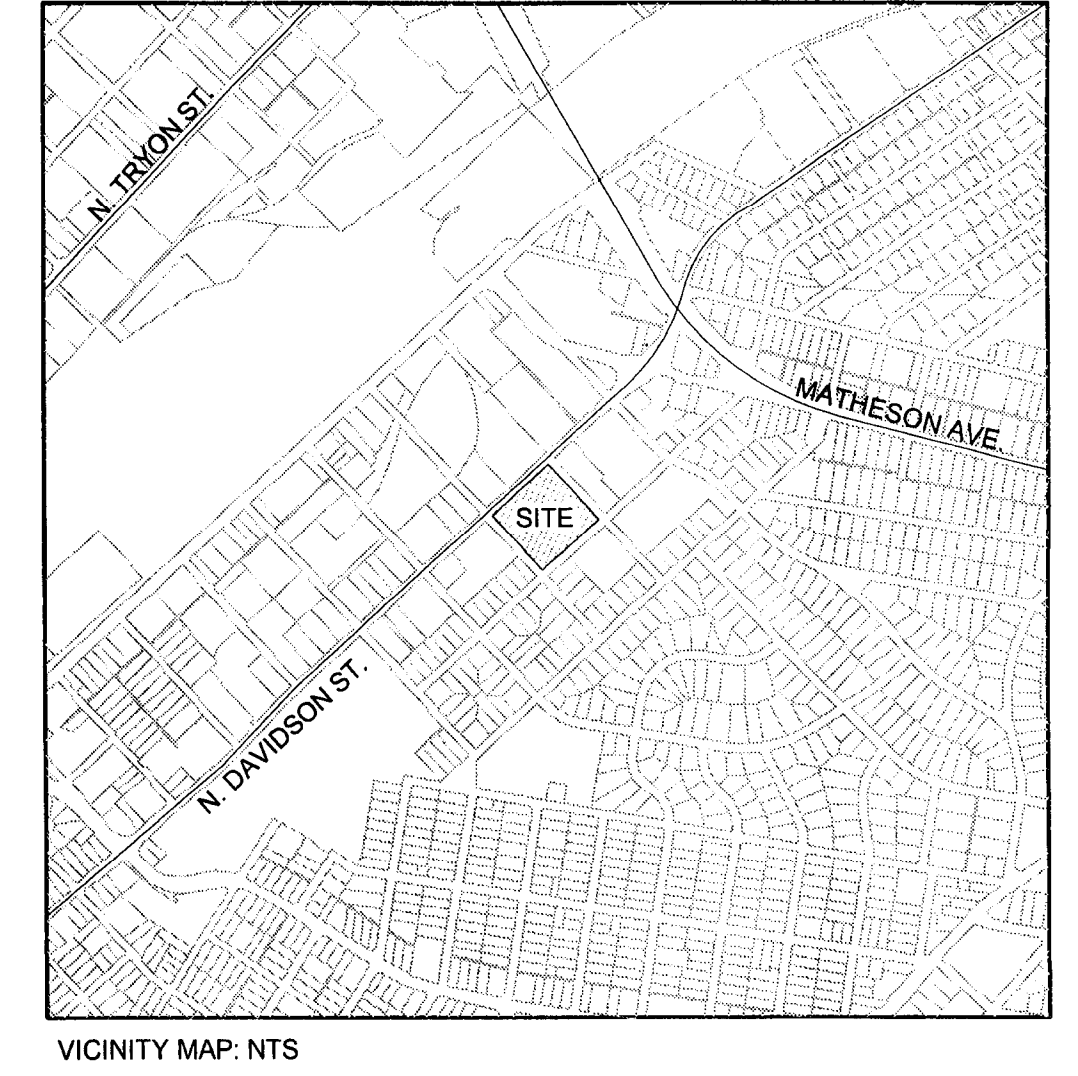 N. TRYON ST.
MATHESON AVE.
SITE
N. DAVIDSON ST.
VICINITY MAP: NTS